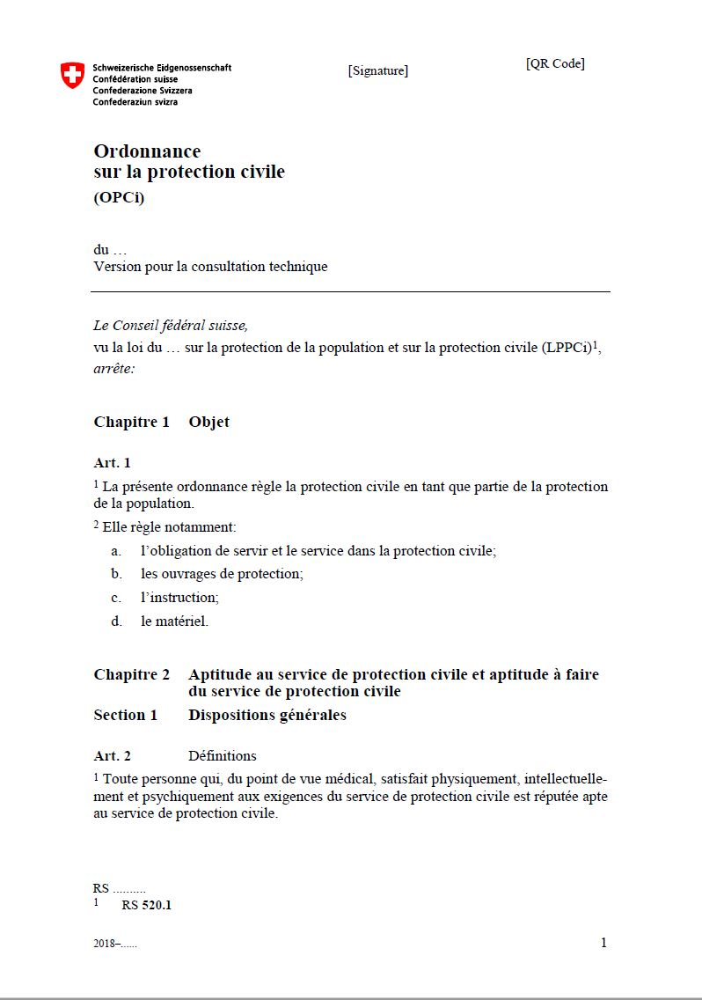 Schweizerische Eidgenossenschaft
Confédération suisse
Confederazione Svizzera
Confederaziun svizra
[Signature]
[QR Code]
Ordonnance
sur la protection civile
(OPCi)
du …
Version pour la consultation technique
Le Conseil fédéral suisse,
vu la loi du … sur la protection de la population et sur la protection civile (LPPCi)1,
arrête:
Chapitre 1 Objet
Art. 1
1 La présente ordonnance règle la protection civile en tant que partie de la protection
de la population.
2 Elle règle notamment:
a. l’obligation de servir et le service dans la protection civile;
b. les ouvrages de protection;
c. l’instruction;
d. le matériel.
Chapitre 2 Aptitude au service de protection civile et aptitude à faire
du service de protection civile
Section 1 Dispositions générales
Art. 2 Définitions
1 Toute personne qui, du point de vue médical, satisfait physiquement, intellectuelle-
ment et psychiquement aux exigences du service de protection civile est réputée apte
au service de protection civile.
RS ..........
1 RS 520.1
2018–...... 1